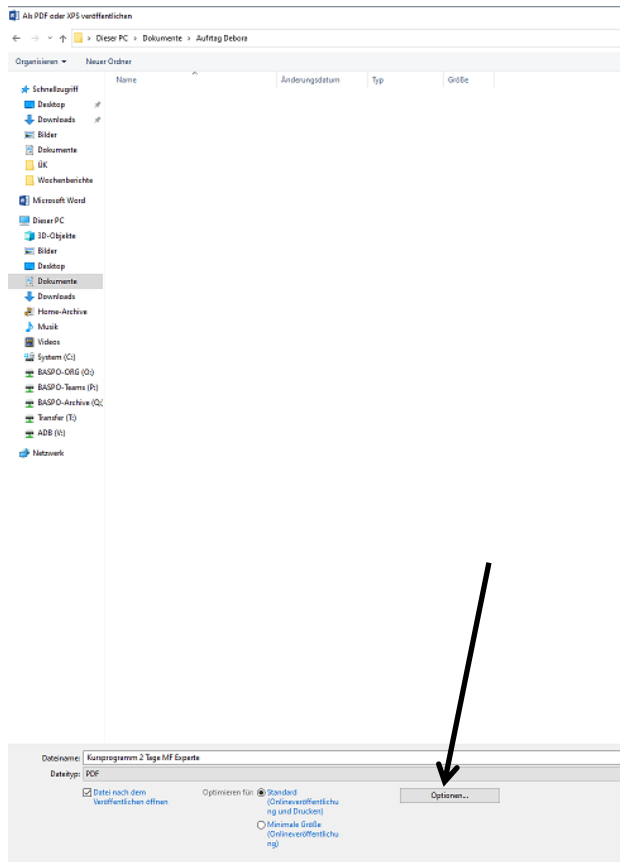 Als PDF oder XPS veröffentlichen
Dieser PC > Dokumente > Auftrag Debora
Organisieren Neuer Ordner
Name Änderungsdatum Typ Größe
Schnellzugriff
Desktop
Downloads
Bilder
Dokumente
ÜK
Wochenberichte
Microsoft Word
Dieser PC
3D-Objekte
Bilder
Desktop
Dokumente
Downloads
Home-Archive
Musik
Videos
System (C:)
BASPO-ORG (O:)
BASPO-Teams (P:)
BASPO-Archive (Q:
Transfer (T:)
ADB (V:)
Netzwerk
Dateiname: Kursprogramm 2 Tage MF Experte
Dateityp: PDF
Datei nach dem
Veröffentlichen öffnen
Optimieren für:
Standard
(Onlineveröffentlichu
ng und Drucken)
Minimale Größe
(Onlineveröffentlichu
ng)
Optionen...